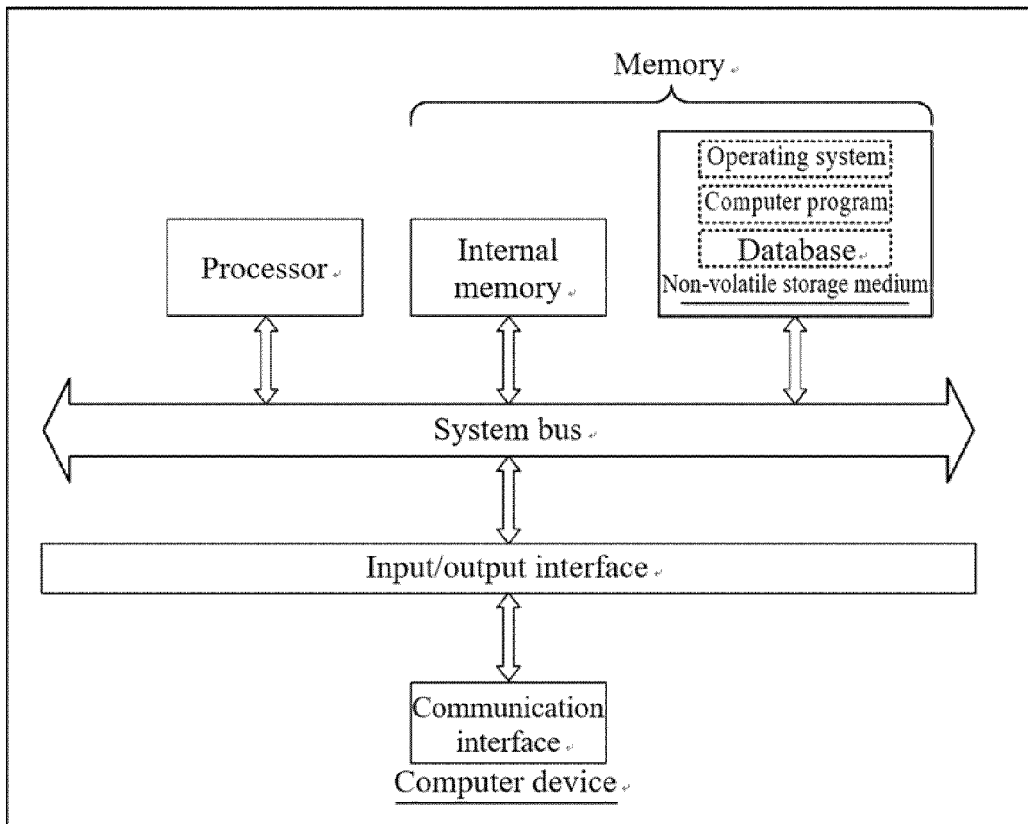 Memory
Operating system
Computer program
Database
Non-volatile storage medium
Processor
Internal
memory
System bus
Input/output interface
Communication
interface
Computer device